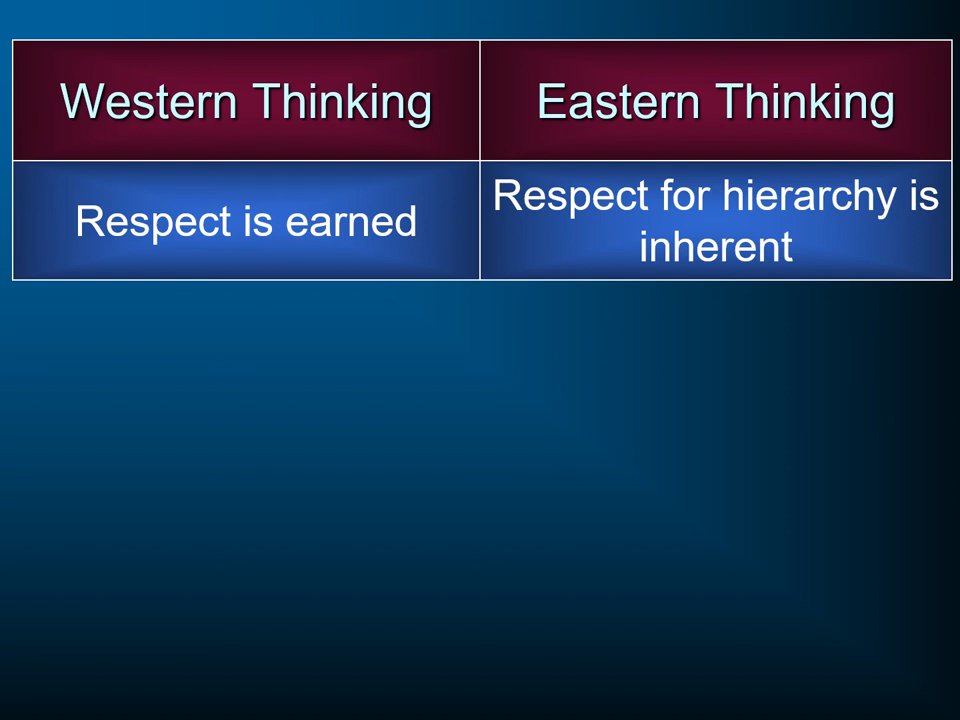 Western Thinking
Eastern Thinking
Respect is earned
Respect for hierarchy is
inherent